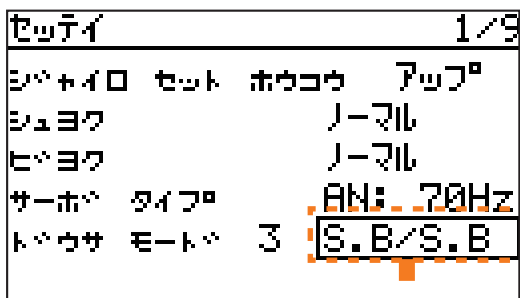 セッテイ 1/9
ジャイロ セット ホウコウ アップ
シュヨク ノーマル
ビヨク ノーマル
サーボ タイプ AN: 70Hz
ドウサ モード 3 S.B/S.B